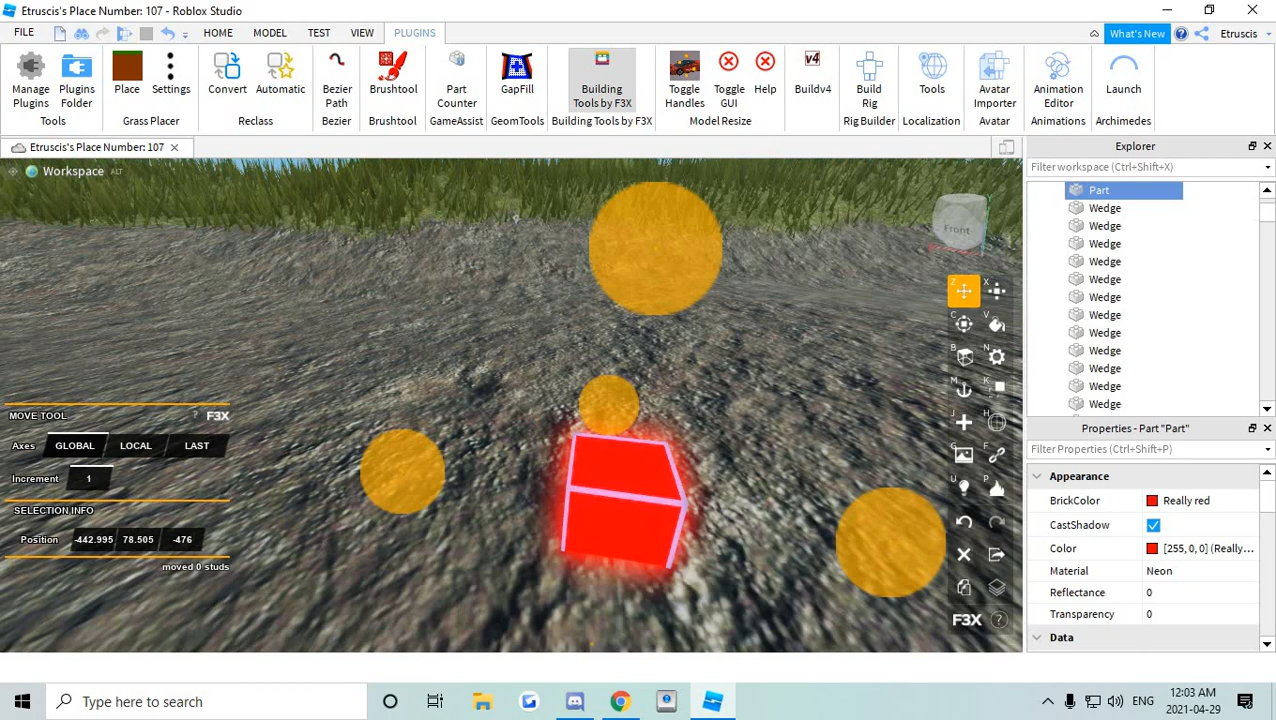 Etruscis's Place Number: 107 - Roblox Studio
FILE HOME MODEL TEST VIEW PLUGINS What's New Etruscis
Manage Plugins Plugins Folder Place Settings Convert Automatic Bezier Path Brushtool Part Counter GapFill Building Tools by F3X Toggle Handles Toggle GUI Help Buildv4 Build Rig Tools Avatar Importer Animation Editor Launch
Tools Grass Placer Reclass Bezier Brushtool GameAssist GeomTools Building Tools by F3X Model Resize Rig Builder Localization Avatar Animations Archimedes
Etruscis's Place Number: 107
Explorer
Workspace ALT
Filter workspace (Ctrl+Shift+X)
Part
Wedge
Wedge
Wedge
Wedge
Wedge
Wedge
Wedge
Wedge
Wedge
Wedge
Wedge
Wedge
Front
Z X
C V
B N
M K
J H
G F
U P
F3X ?
MOVE TOOL ? F3X
Axes GLOBAL LOCAL LAST
Increment 1
SELECTION INFO
Position -442.995 78.505 -476
moved 0 studs
Properties - Part "Part"
Filter Properties (Ctrl+Shift+P)
Appearance
BrickColor Really red
CastShadow
Color [255, 0, 0] (Really...
Material Neon
Reflectance 0
Transparency 0
Data
Type here to search
ENG
12:03 AM
2021-04-29